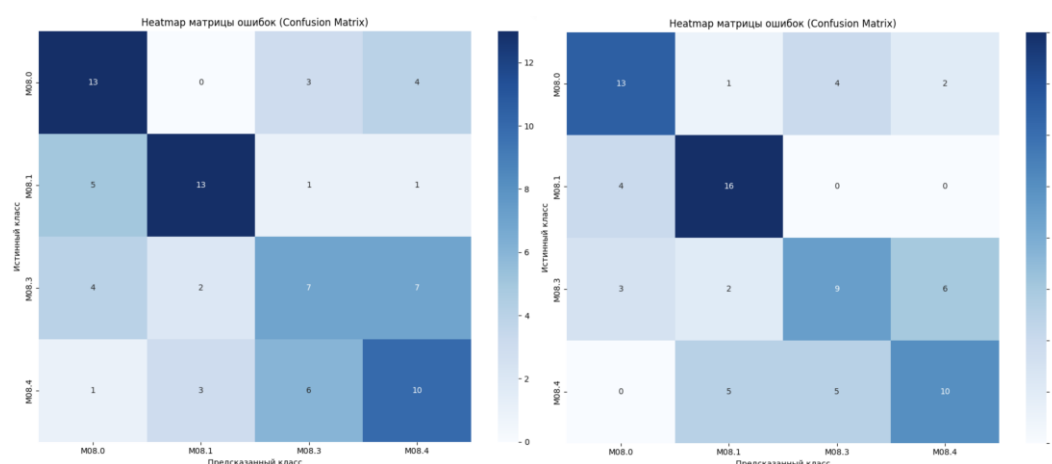 Heatmap матрицы ошибок (Confusion Matrix)
Истинный класс
M08.0
13 0 3 4
M08.1
5 13 1 1
M08.3
4 2 7 7
M08.4
1 3 6 10
M08.0 M08.1 M08.3 M08.4
Предсказанный класс
12
10
8
6
4
2
0
Heatmap матрицы ошибок (Confusion Matrix)
Истинный класс
M08.0
13 1 4 2
M08.1
4 16 0 0
M08.3
3 2 9 6
M08.4
0 5 5 10
M08.0 M08.1 M08.3 M08.4
Предсказанный класс